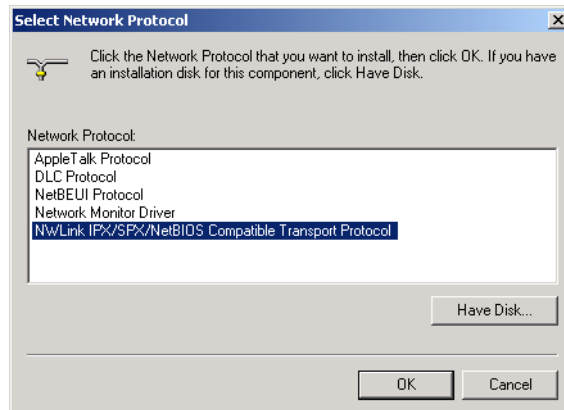 Select Network Protocol
Click the Network Protocol that you want to install, then click OK. If you have
an installation disk for this component, click Have Disk.
Network Protocol:
AppleTalk Protocol
DLC Protocol
NetBEUI Protocol
Network Monitor Driver
NWLink IPX/SPX/NetBIOS Compatible Transport Protocol
Have Disk...
OK
Cancel